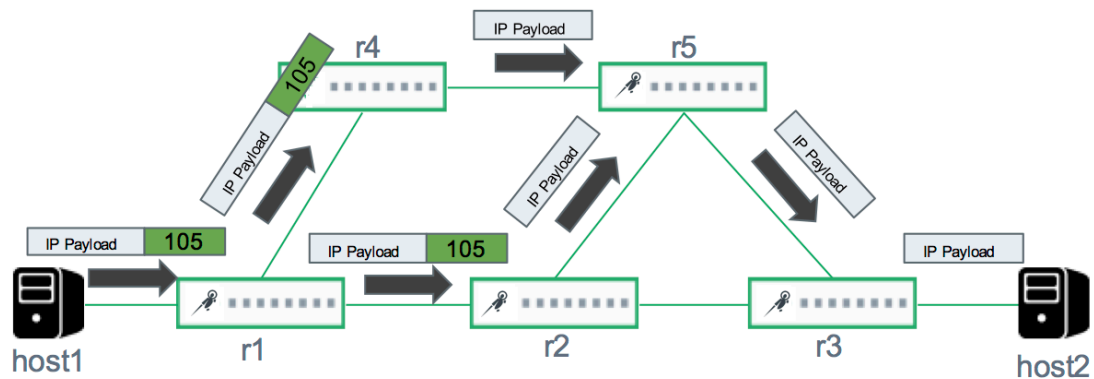 IP Payload
r4
r5
105
IP Payload
IP Payload
IP Payload
IP Payload 105
IP Payload 105
IP Payload
host1
r1
r2
r3
host2